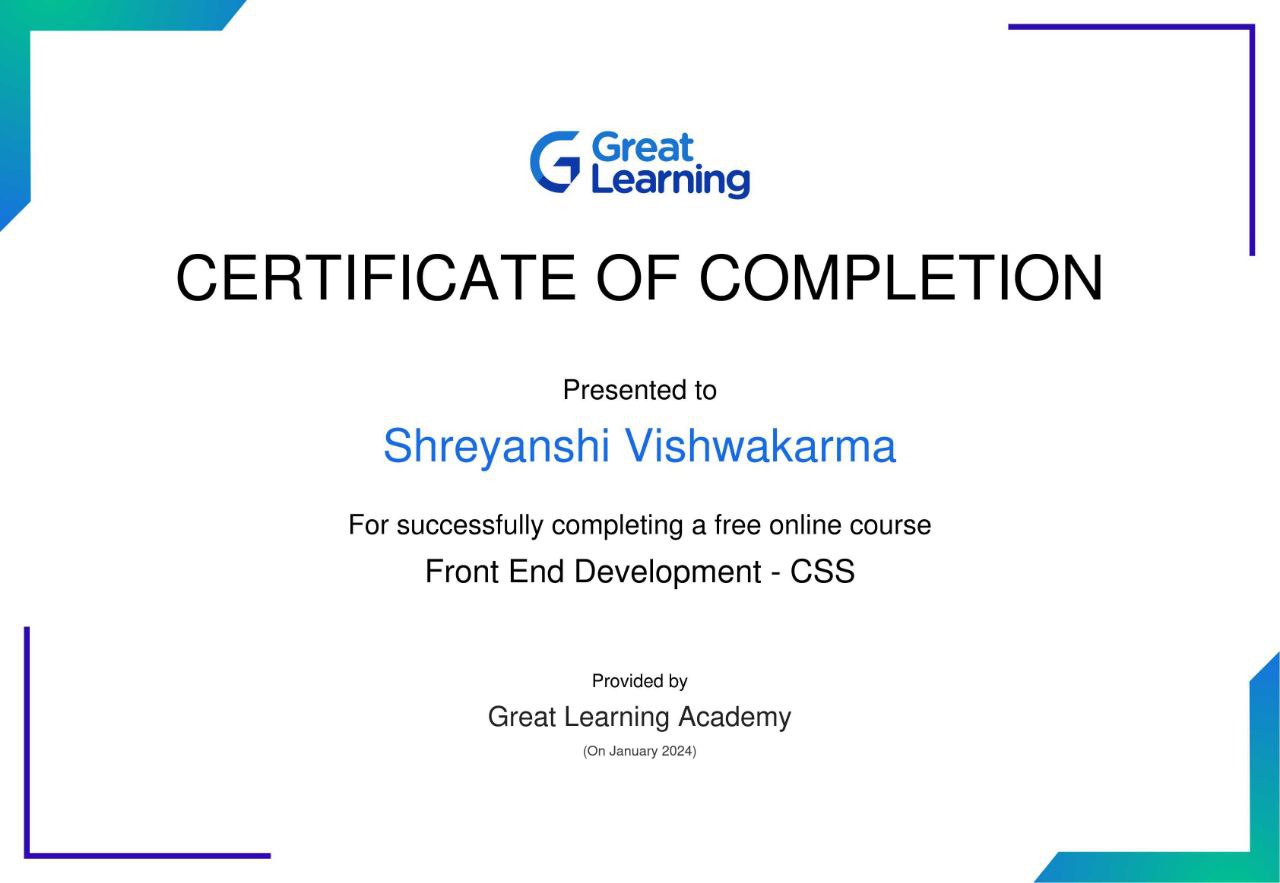 Great
Learning
CERTIFICATE OF COMPLETION
Presented to
Shreyanshi Vishwakarma
For successfully completing a free online course
Front End Development - CSS
Provided by
Great Learning Academy
(On January 2024)